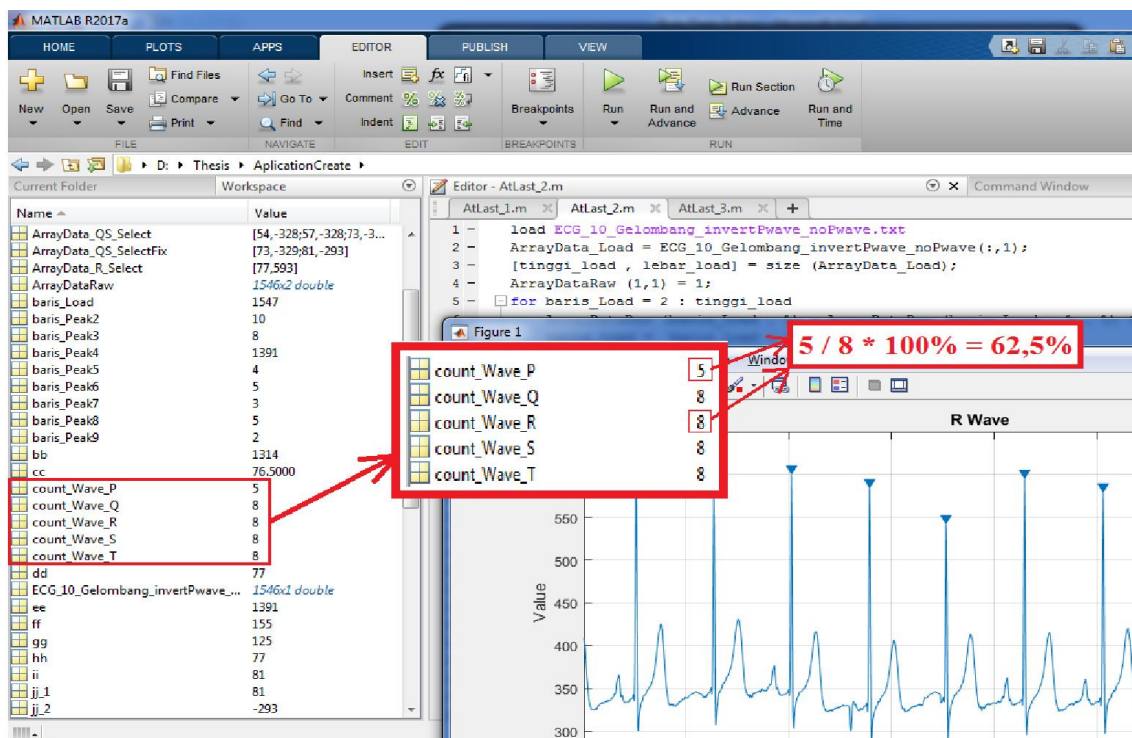 MATLAB R2017a
HOME PLOTS APPS EDITOR PUBLISH VIEW
New Open Save Find Files Compare Print
Go To Find
Insert fx
Comment
Indent
Breakpoints Run Run and Advance Run Section Advance Run and Time
FILE NAVIGATE EDIT BREAKPOINTS RUN
D: Thesis AplicationCreate
Current Folder Workspace
Name Value
ArrayData_QS_Select [54,-328;57,-328;73,-3...
ArrayData_QS_SelectFix [73,-329;81,-293]
ArrayData_R_Select [77,593]
ArrayDataRaw 1546x2 double
baris_Load 1547
baris_Peak2 10
baris_Peak3 8
baris_Peak4 1391
baris_Peak5 4
baris_Peak6 5
baris_Peak7 3
baris_Peak8 5
baris_Peak9 2
bb 1314
cc 76.5000
count_Wave_P 5
count_Wave_Q 8
count_Wave_R 8
count_Wave_S 8
count_Wave_T 8
dd 77
ECG_10_Gelombang_invertPwave_... 1546x1 double
ee 1391
ff 155
gg 125
hh 77
ii 81
jj_1 81
jj_2 -293
Editor - AtLast_2.m
Command Window
AtLast_1.m AtLast_2.m AtLast_3.m +
1 - load ECG_10_Gelombang_invertPwave_noPwave.txt
2 - ArrayData_Load = ECG_10_Gelombang_invertPwave_noPwave(:,1);
3 - [tinggi_load , lebar_load] = size (ArrayData_Load);
4 - ArrayDataRaw (1,1) = 1;
5 - for baris_Load = 2 : tinggi_load
Figure 1
5 / 8 * 100% = 62,5%
count_Wave_P 5
count_Wave_Q 8
count_Wave_R 8
count_Wave_S 8
count_Wave_T 8
R Wave
Value
550
500
450
400
350
300